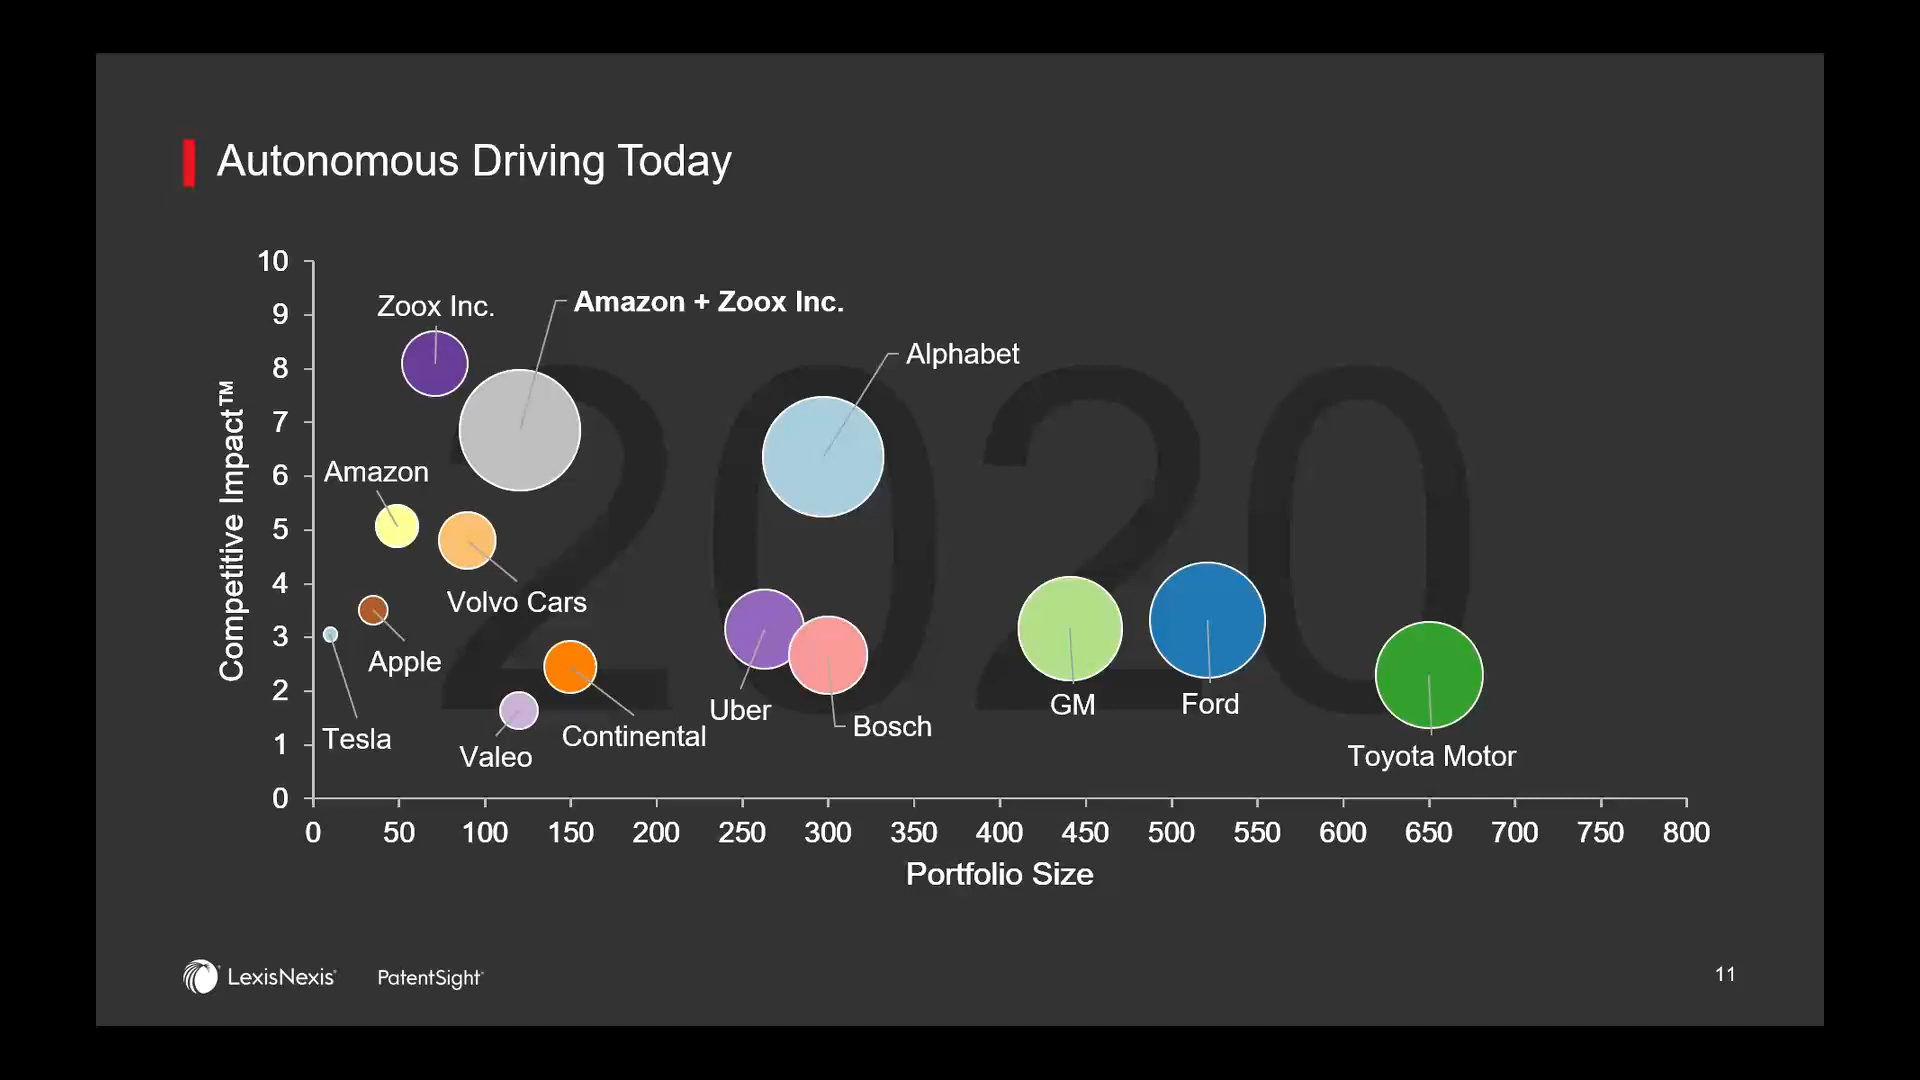 Autonomous Driving Today
2020
Competitive Impact™
10
9
8
7
6
5
4
3
2
1
0
Zoox Inc.
Amazon + Zoox Inc.
Alphabet
Amazon
Volvo Cars
Apple
Tesla
Valeo
Continental
Uber
Bosch
GM
Ford
Toyota Motor
0 50 100 150 200 250 300 350 400 450 500 550 600 650 700 750 800
Portfolio Size
LexisNexis PatentSight
11